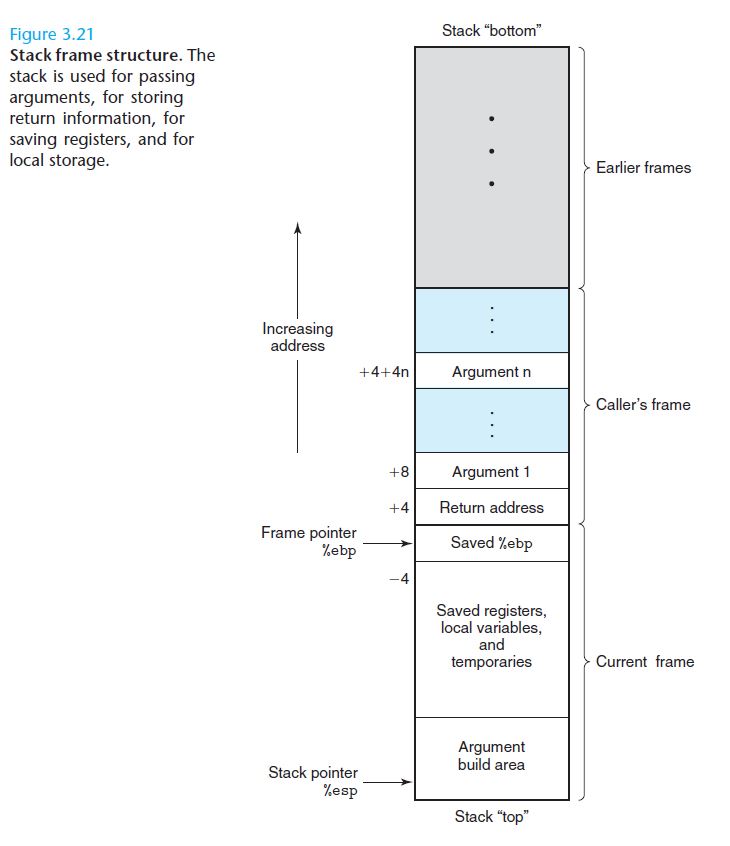 Figure 3.21
Stack frame structure. The
stack is used for passing
arguments, for storing
return information, for
saving registers, and for
local storage.
Stack “bottom”
Earlier frames
Increasing
address
+4+4n
Argument n
Caller’s frame
+8
Argument 1
+4
Return address
Frame pointer
%ebp
Saved %ebp
−4
Saved registers,
local variables,
and
temporaries
Current frame
Argument
build area
Stack pointer
%esp
Stack “top”